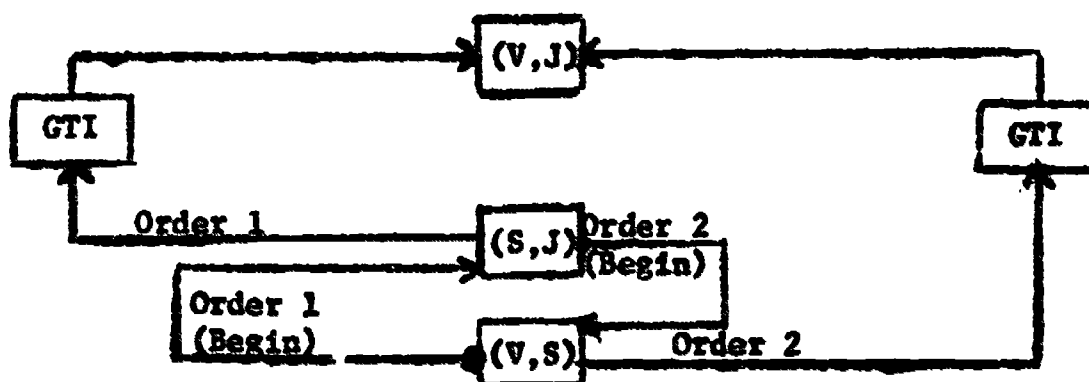 (V,J)
GTI
GTI
Order 1
(S,J)
Order 2
(Begin)
Order 1
(Begin)
(V,S)
Order 2